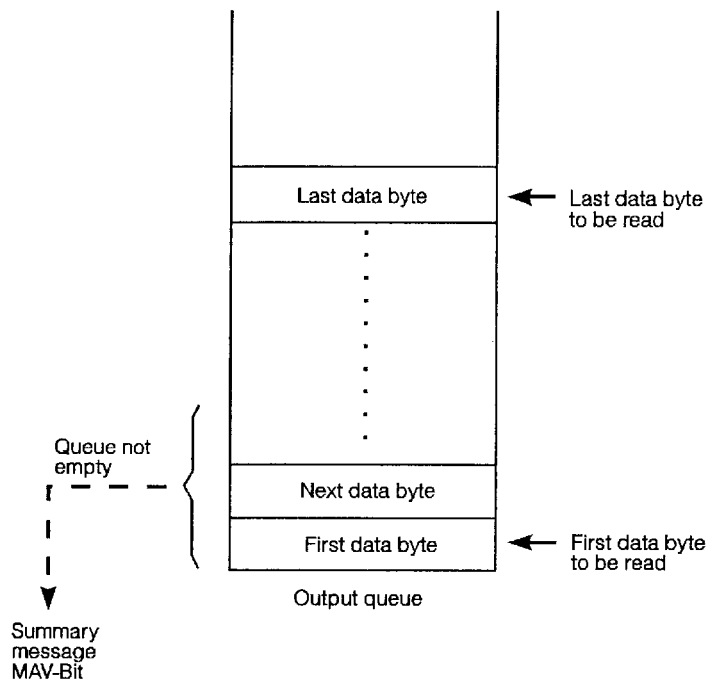 Last data byte
Last data byte
to be read
Queue not
empty
Next data byte
First data byte
First data byte
to be read
Output queue
Summary
message
MAV-Bit